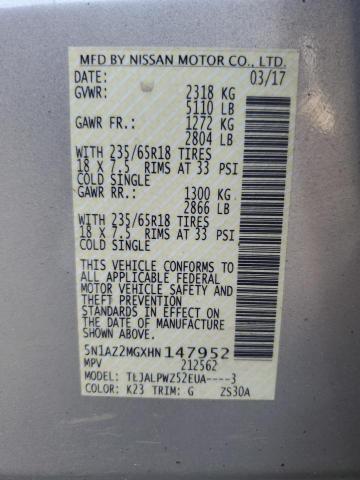 MFD BY NISSAN MOTOR CO., LTD.
DATE: 03/17
GVWR: 2318 KG
5110 LB
GAWR FR.: 1272 KG
2804 LB
WITH 235/65R18 TIRES
18 X 7.5 RIMS AT 33 PSI
COLD SINGLE
GAWR RR.: 1300 KG
2866 LB
WITH 235/65R18 TIRES
18 X 7.5 RIMS AT 33 PSI
COLD SINGLE
THIS VEHICLE CONFORMS TO
ALL APPLICABLE FEDERAL
MOTOR VEHICLE SAFETY AND
THEFT PREVENTION
STANDARDS IN EFFECT ON
THE DATE OF MANUFACTURE
SHOWN ABOVE.
5N1AZ2MGXHN147952
MPV 212562
TLJALPWZ52EUA----3
COLOR: K23 TRIM: G ZS30A